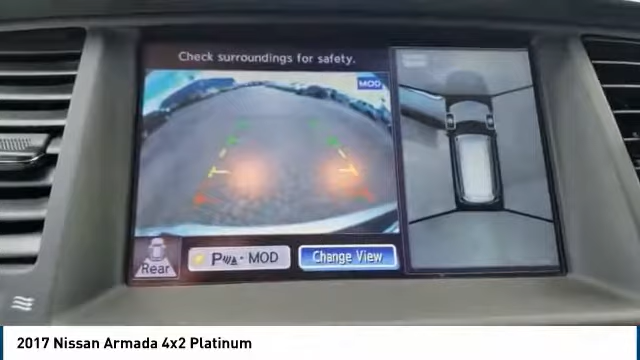 Check surroundings for safety.
MOD
Rear
P MOD
Change View
2017 Nissan Armada 4x2 Platinum